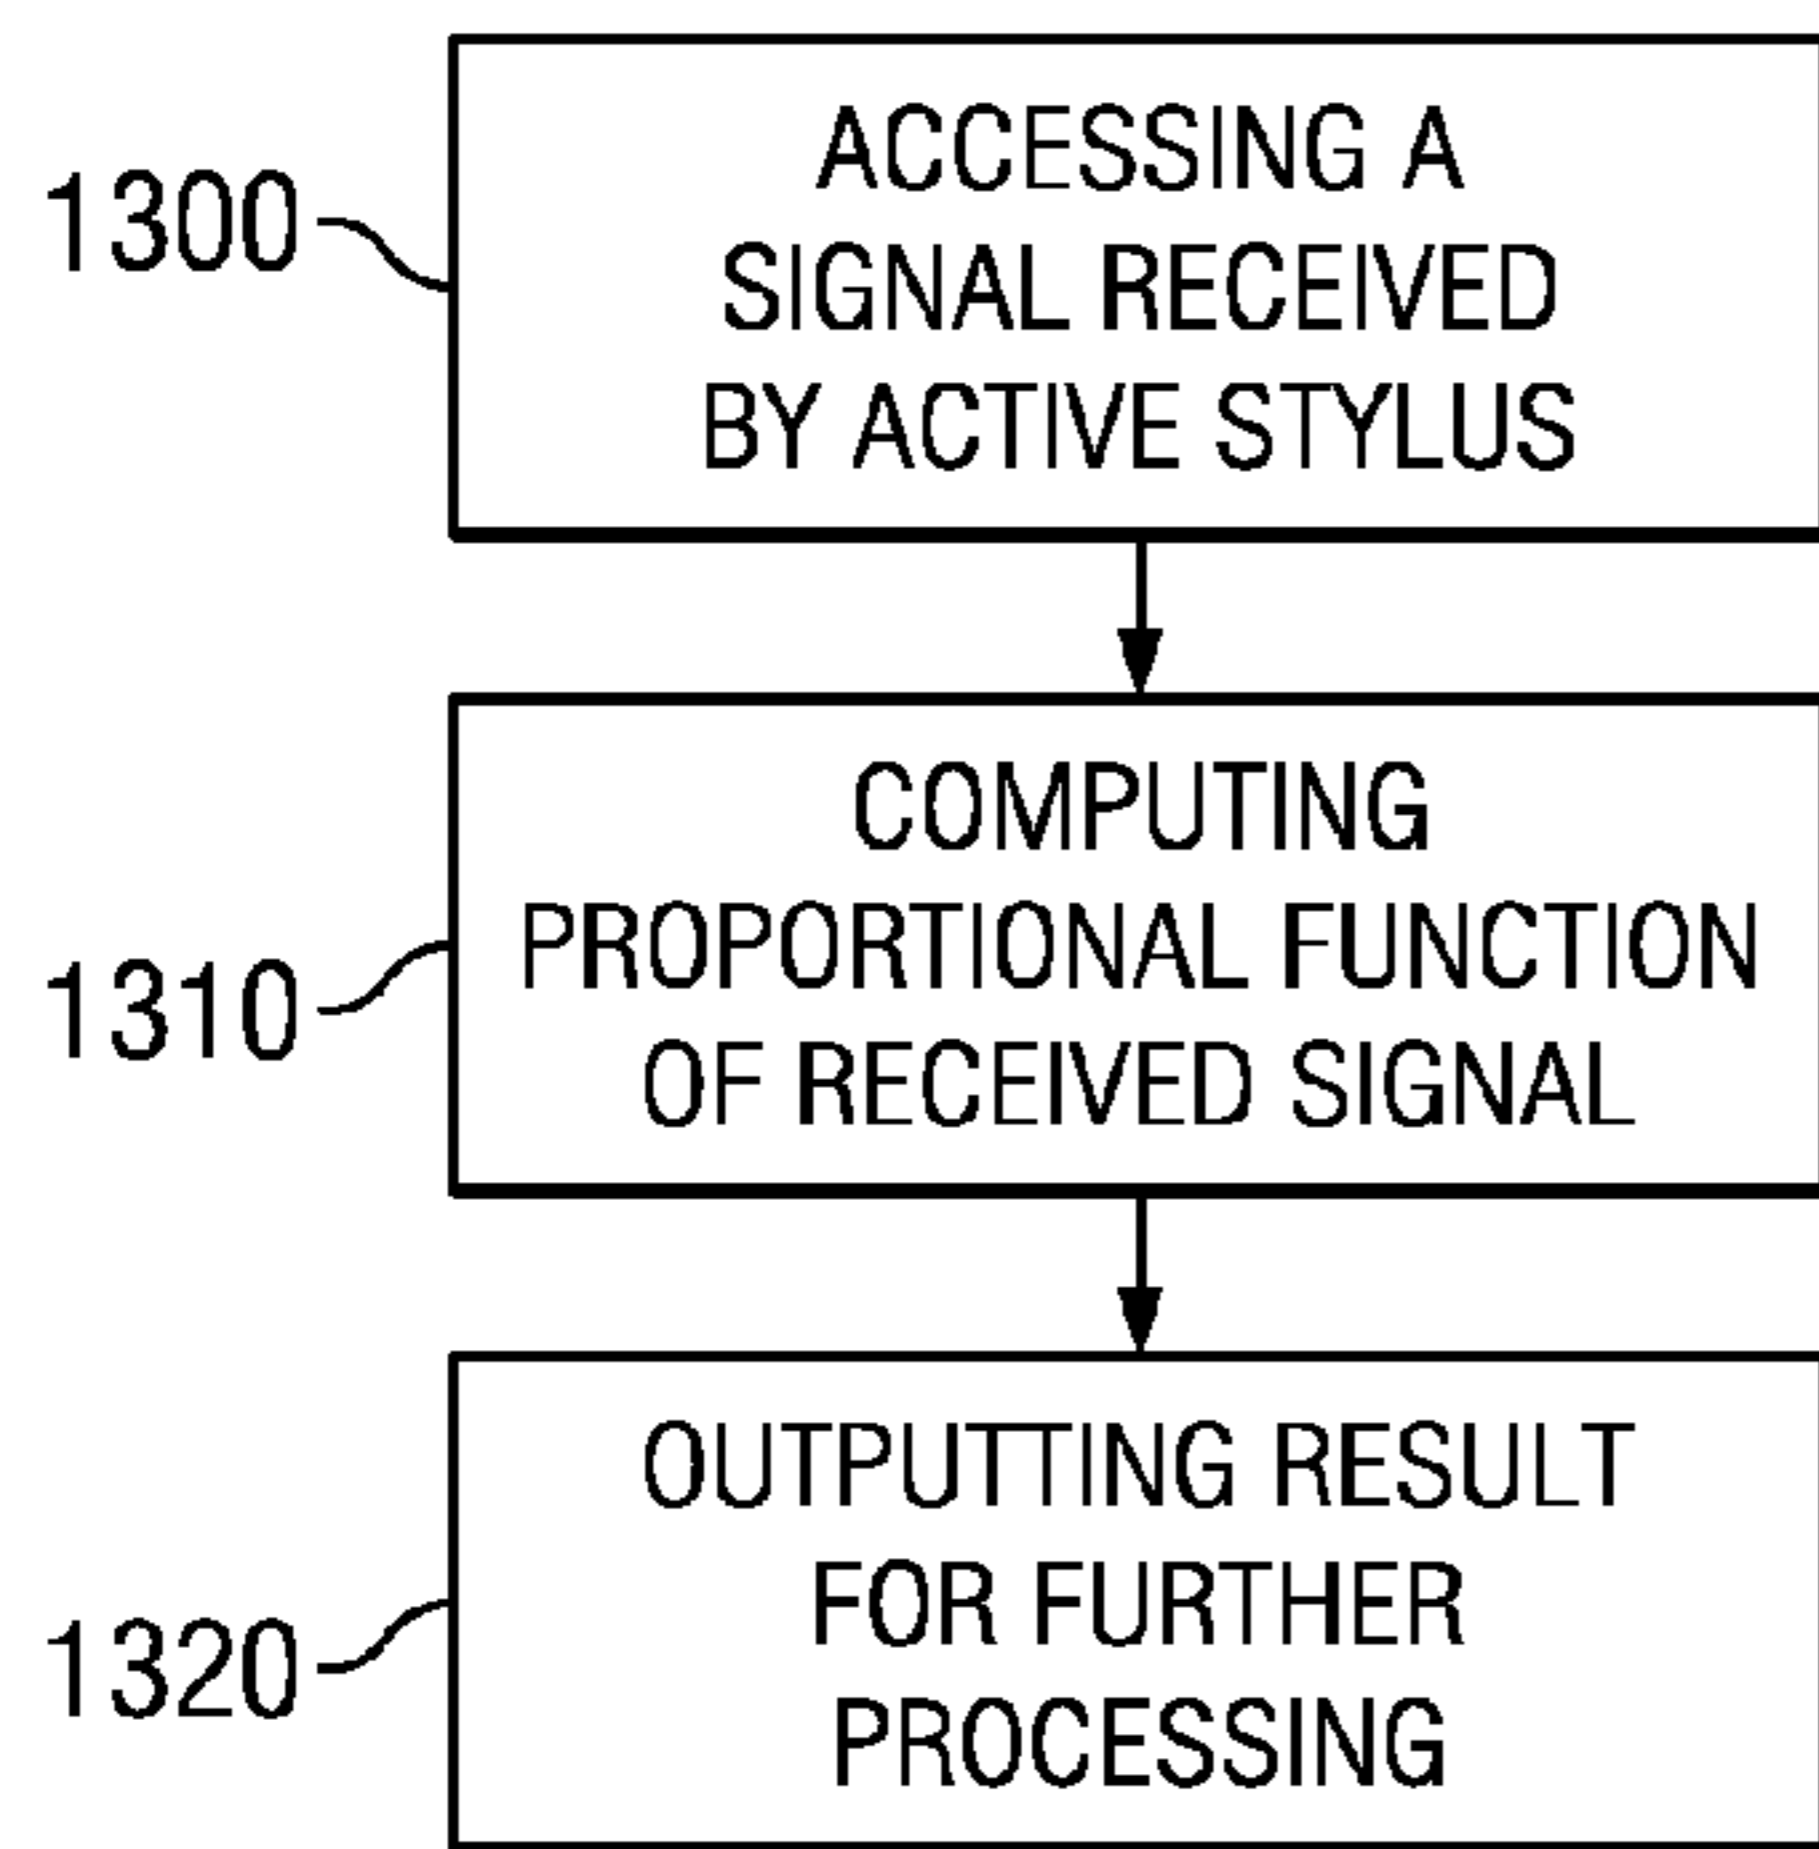 1300
ACCESSING A
SIGNAL RECEIVED
BY ACTIVE STYLUS
1310
COMPUTING
PROPORTIONAL FUNCTION
OF RECEIVED SIGNAL
1320
OUTPUTTING RESULT
FOR FURTHER
PROCESSING